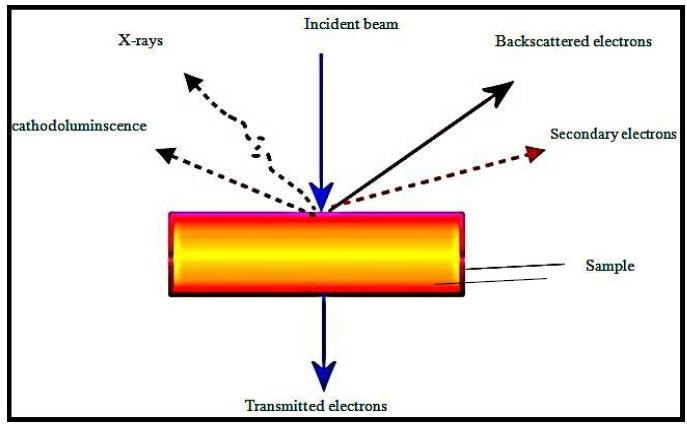 Incident beam
X-rays
Backscattered electrons
cathodoluminscence
Secondary electrons
Sample
Transmitted electrons